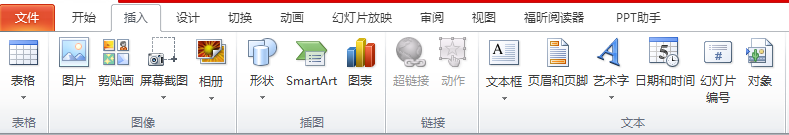 文件 开始 插入 设计 切换 动画 幻灯片放映 审阅 视图 福昕阅读器 PPT助手
A 5 A #
表格 图片 剪贴画 屏幕截图 相册 形状 SmartArt 图表 超链接 动作 文本框 页眉和页脚 艺术字 日期和时间 幻灯片 对象
编号
表格 图像 插图 链接 文本